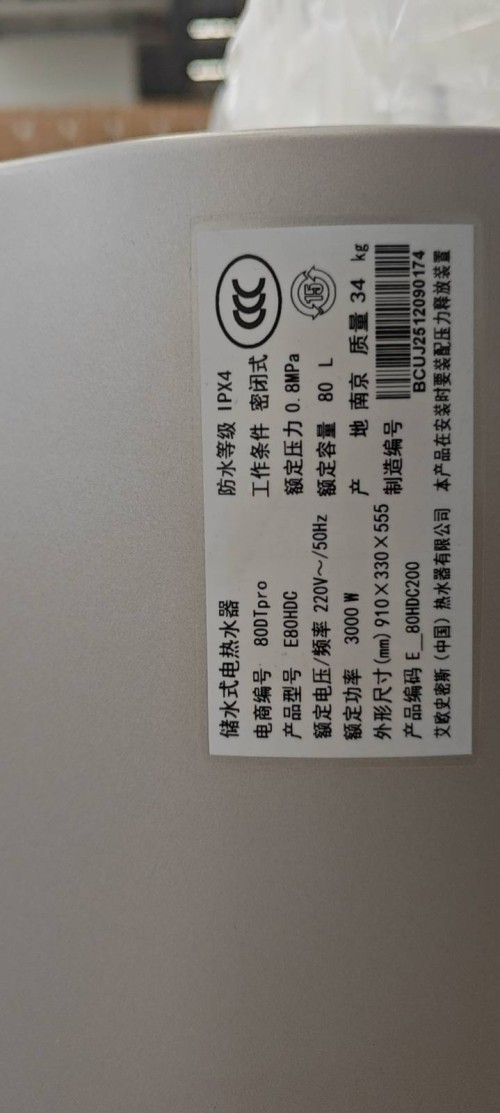 储水式电热水器 防水等级 IPX4
电商编号 80DTpro 工作条件 密闭式
产品型号 E80HDC 额定压力 0.8MPa
额定电压/频率 220V～/50Hz 额定容量 80 L
额定功率 3000 W 产 地 南京 质量 34 kg
外形尺寸(mm) 910×330×555 制造编号
产品编码 E__80HDC200 BCUJ2512090174
艾欧史密斯（中国）热水器有限公司 本产品在安装时要装配压力释放装置
CCC
15